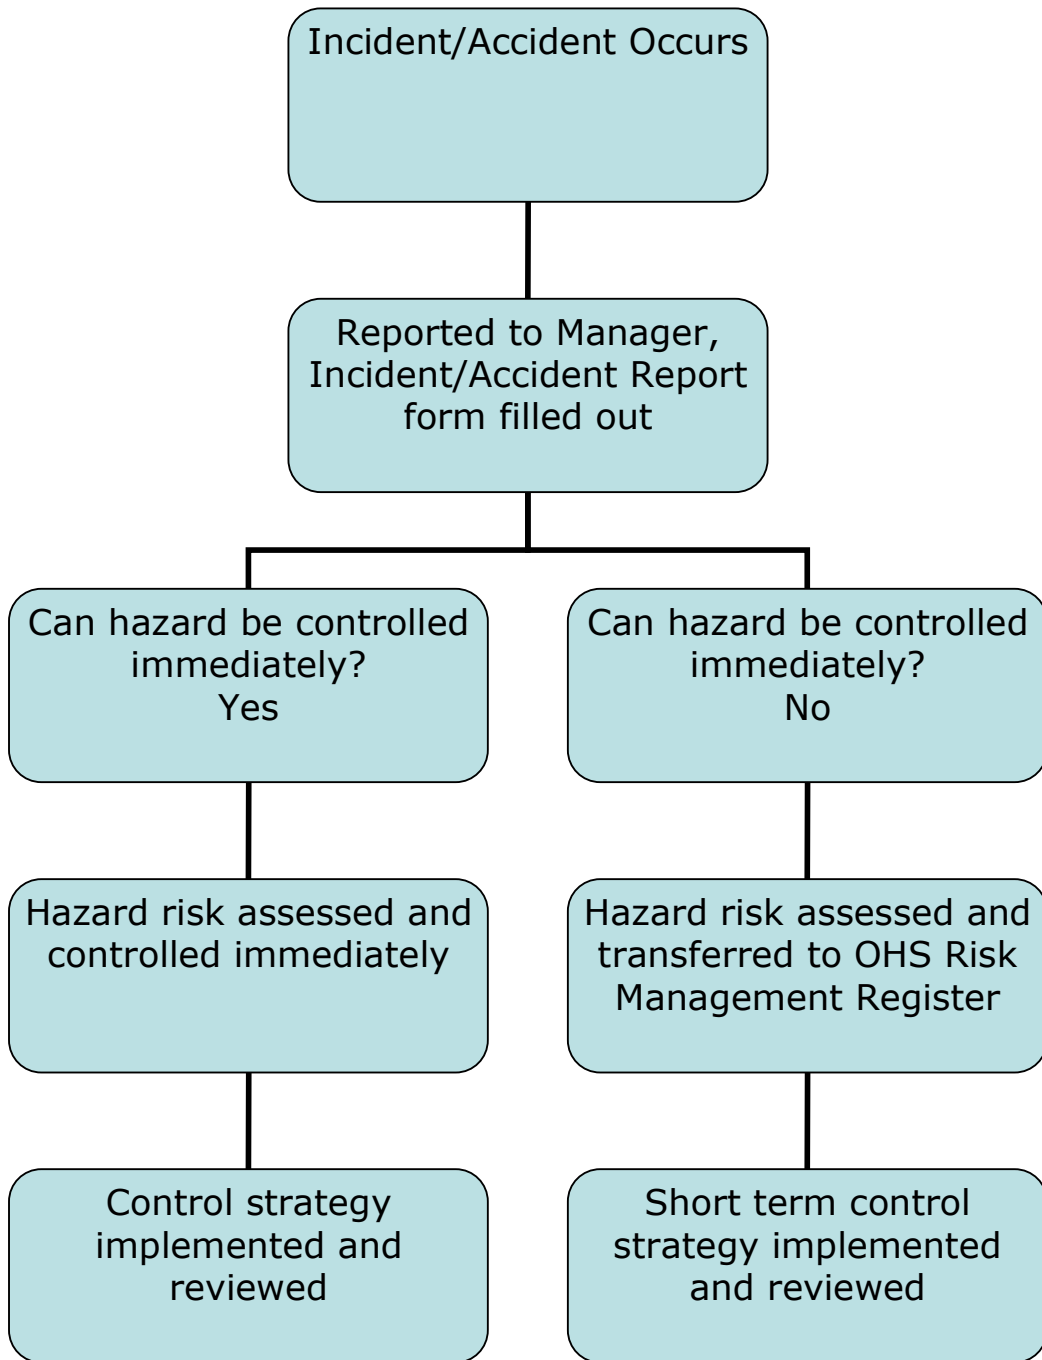 Incident/Accident Occurs
Reported to Manager,
Incident/Accident Report
form filled out
Can hazard be controlled
immediately?
Yes
Can hazard be controlled
immediately?
No
Hazard risk assessed and
controlled immediately
Hazard risk assessed and
transferred to OHS Risk
Management Register
Control strategy
implemented and
reviewed
Short term control
strategy implemented
and reviewed